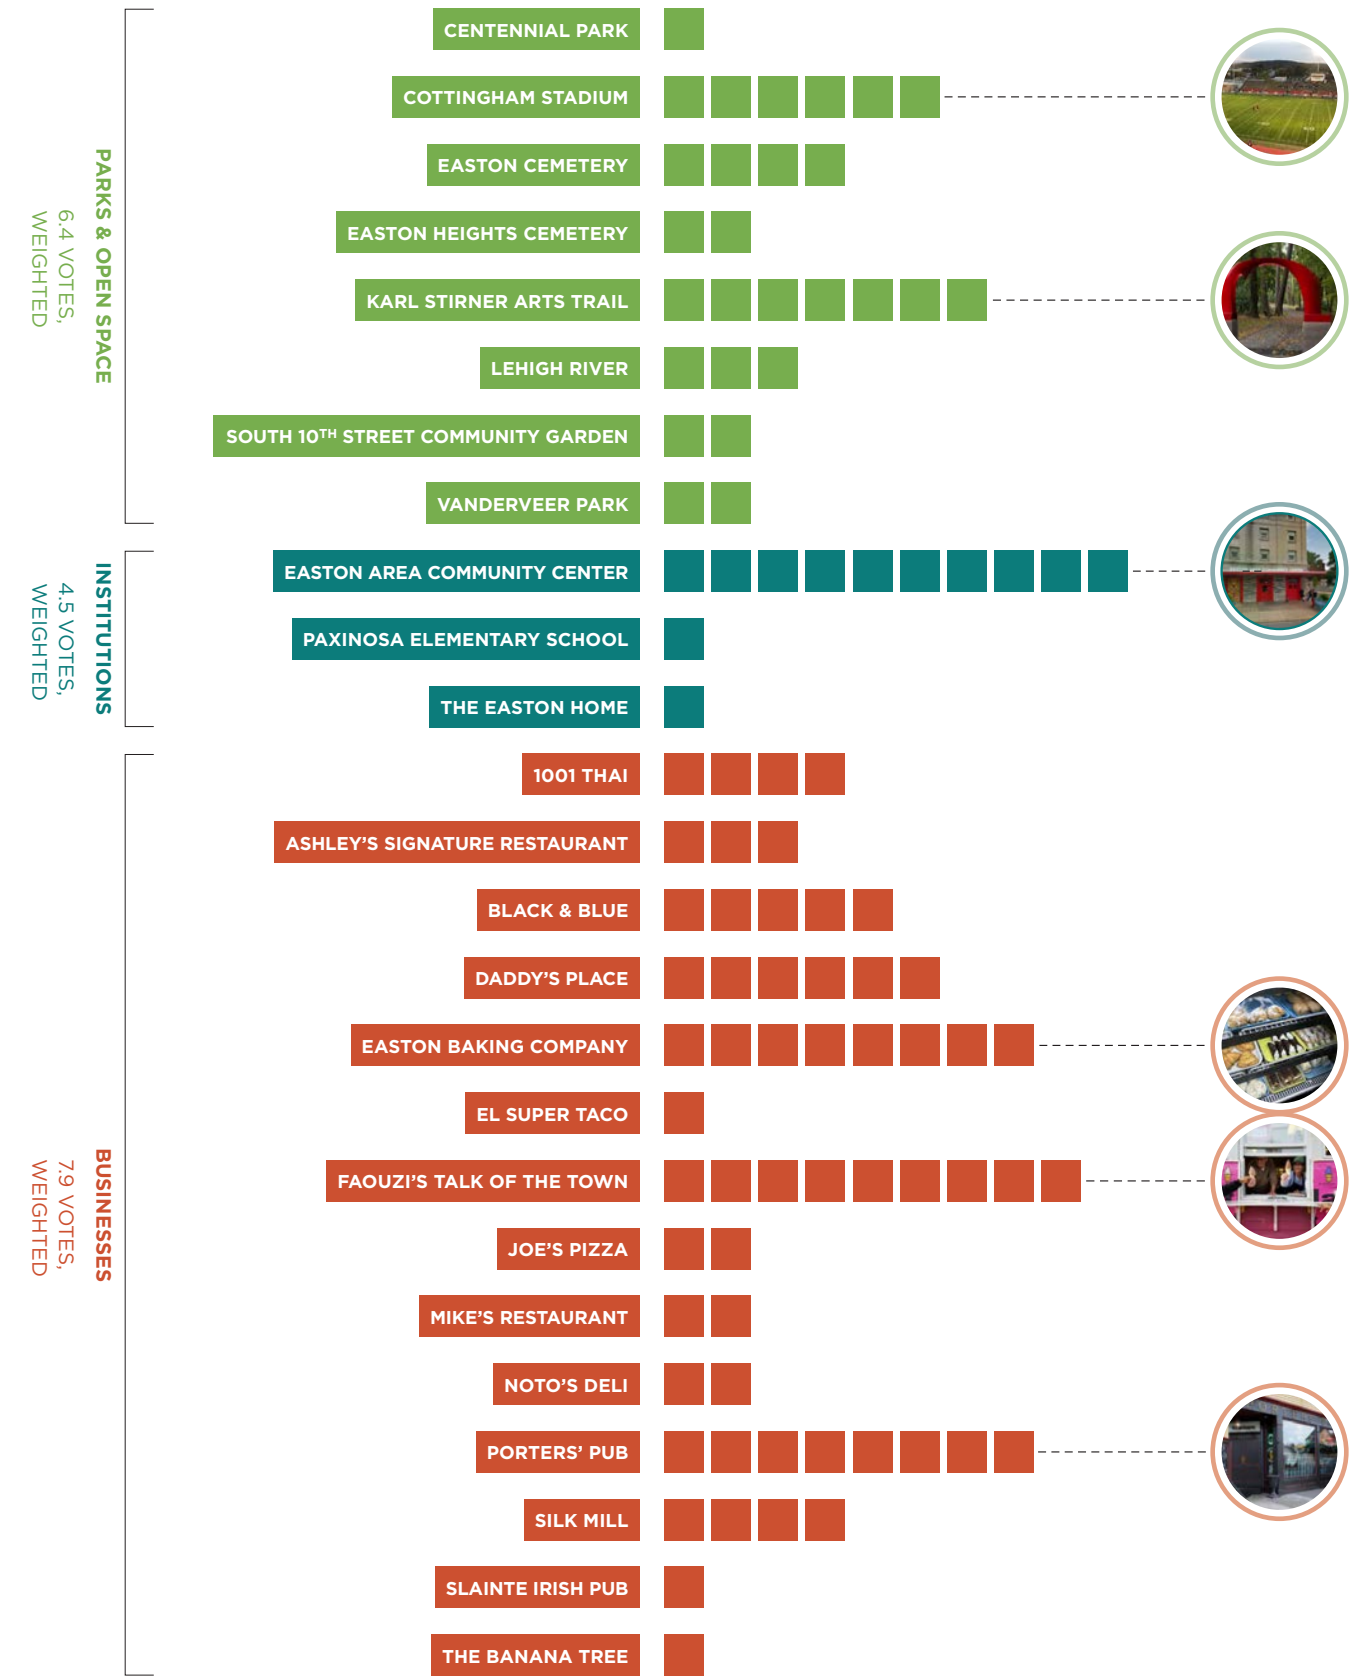 PARKS & OPEN SPACE
6.4 VOTES,
WEIGHTED
CENTENNIAL PARK
COTTINGHAM STADIUM
EASTON CEMETERY
EASTON HEIGHTS CEMETERY
KARL STIRNER ARTS TRAIL
LEHIGH RIVER
SOUTH 10TH STREET COMMUNITY GARDEN
VANDERVEER PARK
INSTITUTIONS
4.5 VOTES,
WEIGHTED
EASTON AREA COMMUNITY CENTER
PAXINOSA ELEMENTARY SCHOOL
THE EASTON HOME
BUSINESSES
7.9 VOTES,
WEIGHTED
1001 THAI
ASHLEY’S SIGNATURE RESTAURANT
BLACK & BLUE
DADDY’S PLACE
EASTON BAKING COMPANY
EL SUPER TACO
FAOUZI’S TALK OF THE TOWN
JOE’S PIZZA
MIKE’S RESTAURANT
NOTO’S DELI
PORTERS’ PUB
SILK MILL
SLAINTE IRISH PUB
THE BANANA TREE